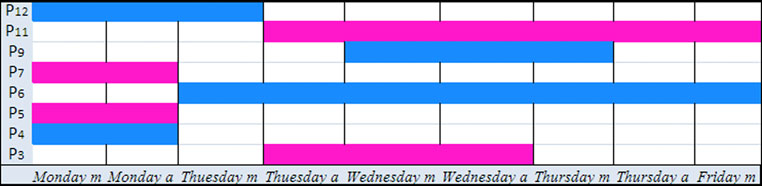 P12
P11
P9
P7
P6
P5
P4
P3
Monday m Monday a Thuesday m Thuesday a Wednesday m Wednesday a Thursday m Thursday a Friday m